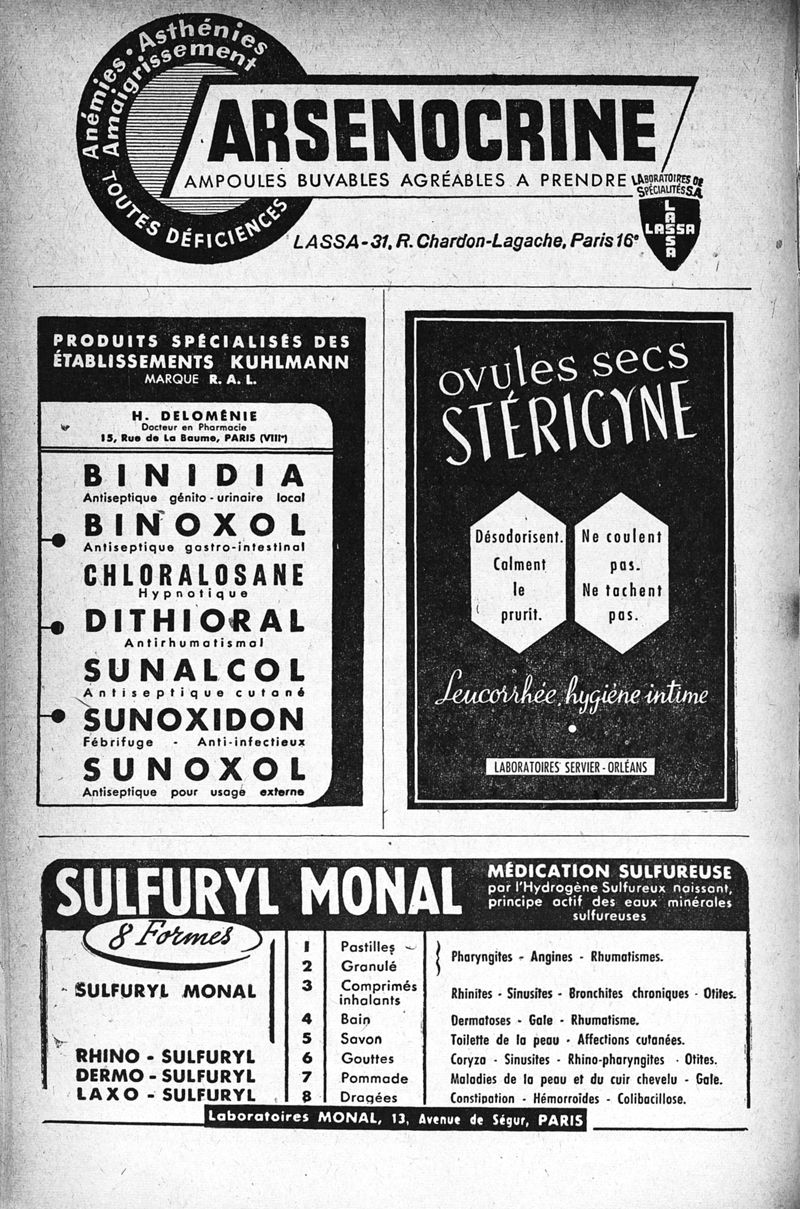 Anémies • Asthénies
Amaigrissement
TOUTES DÉFICIENCES
ARSENOCRINE
AMPOULES BUVABLES AGRÉABLES A PRENDRE
LABORATOIRES DE
SPÉCIALITÉS S.A.
LASSA
LASSA
LASSA - 31, R. Chardon-Lagache, Paris 16e
PRODUITS SPÉCIALISÉS DES
ÉTABLISSEMENTS KUHLMANN
MARQUE R. A. L.
H. DELOMÉNIE
Docteur en Pharmacie
15, Rue de La Baume, PARIS (VIIIe)
BINIDIA
Antiseptique génito-urinaire local
BINOXOL
Antiseptique gastro-intestinal
CHLORALOSANE
Hypnotique
DITHIORAL
Antirhumatismal
SUNALCOL
Antiseptique cutané
SUNOXIDON
Fébrifuge - Anti-infectieux
SUNOXOL
Antiseptique pour usage externe
ovules secs
STÉRIGYNE
Désodorisent.
Calment
le
prurit.
Ne coulent
pas.
Ne tachent
pas.
Leucorrhée, hygiène intime
LABORATOIRES SERVIER - ORLÉANS
SULFURYL MONAL
MÉDICATION SULFUREUSE
par l'Hydrogène Sulfureux naissant,
principe actif des eaux minérales
sulfureuses
8 Formes
1 Pastilles
2 Granulé
Pharyngites - Angines - Rhumatismes.
SULFURYL MONAL
3 Comprimés
inhalants
Rhinites - Sinusites - Bronchites chroniques - Otites.
4 Bain Dermatoses - Gale - Rhumatisme.
5 Savon Toilette de la peau - Affections cutanées.
RHINO - SULFURYL 6 Gouttes Coryza - Sinusites - Rhino-pharyngites - Otites.
DERMO - SULFURYL 7 Pommade Maladies de la peau et du cuir chevelu - Gale.
LAXO - SULFURYL 8 Dragées Constipation - Hémorroïdes - Colibacillose.
Laboratoires MONAL, 13, Avenue de Ségur, PARIS